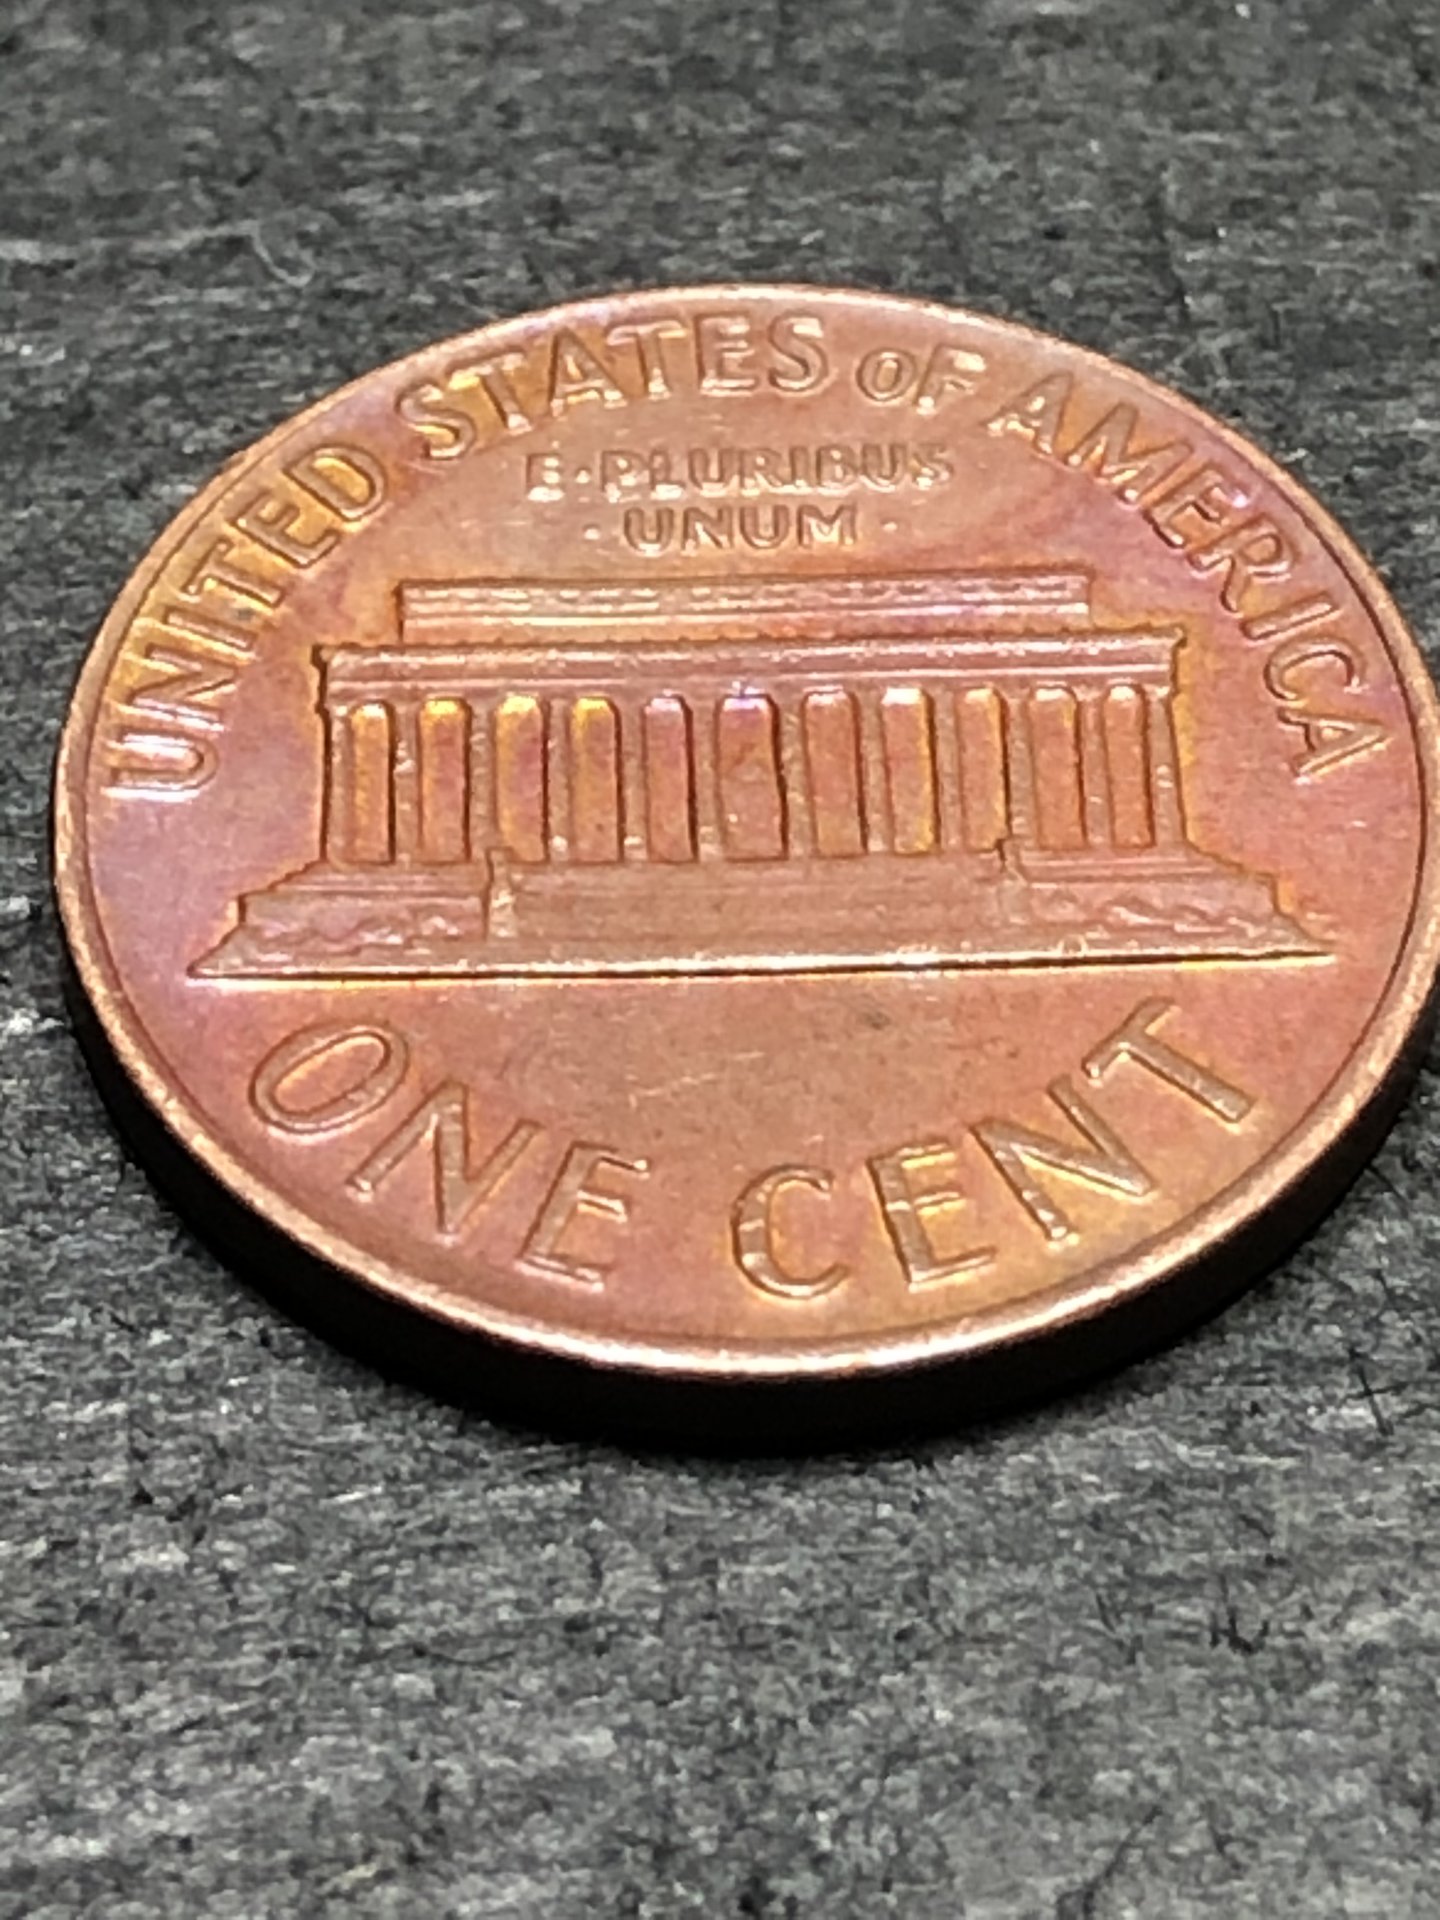 UNITED STATES OF AMERICA
E·PLURIBUS
·UNUM·
ONE CENT